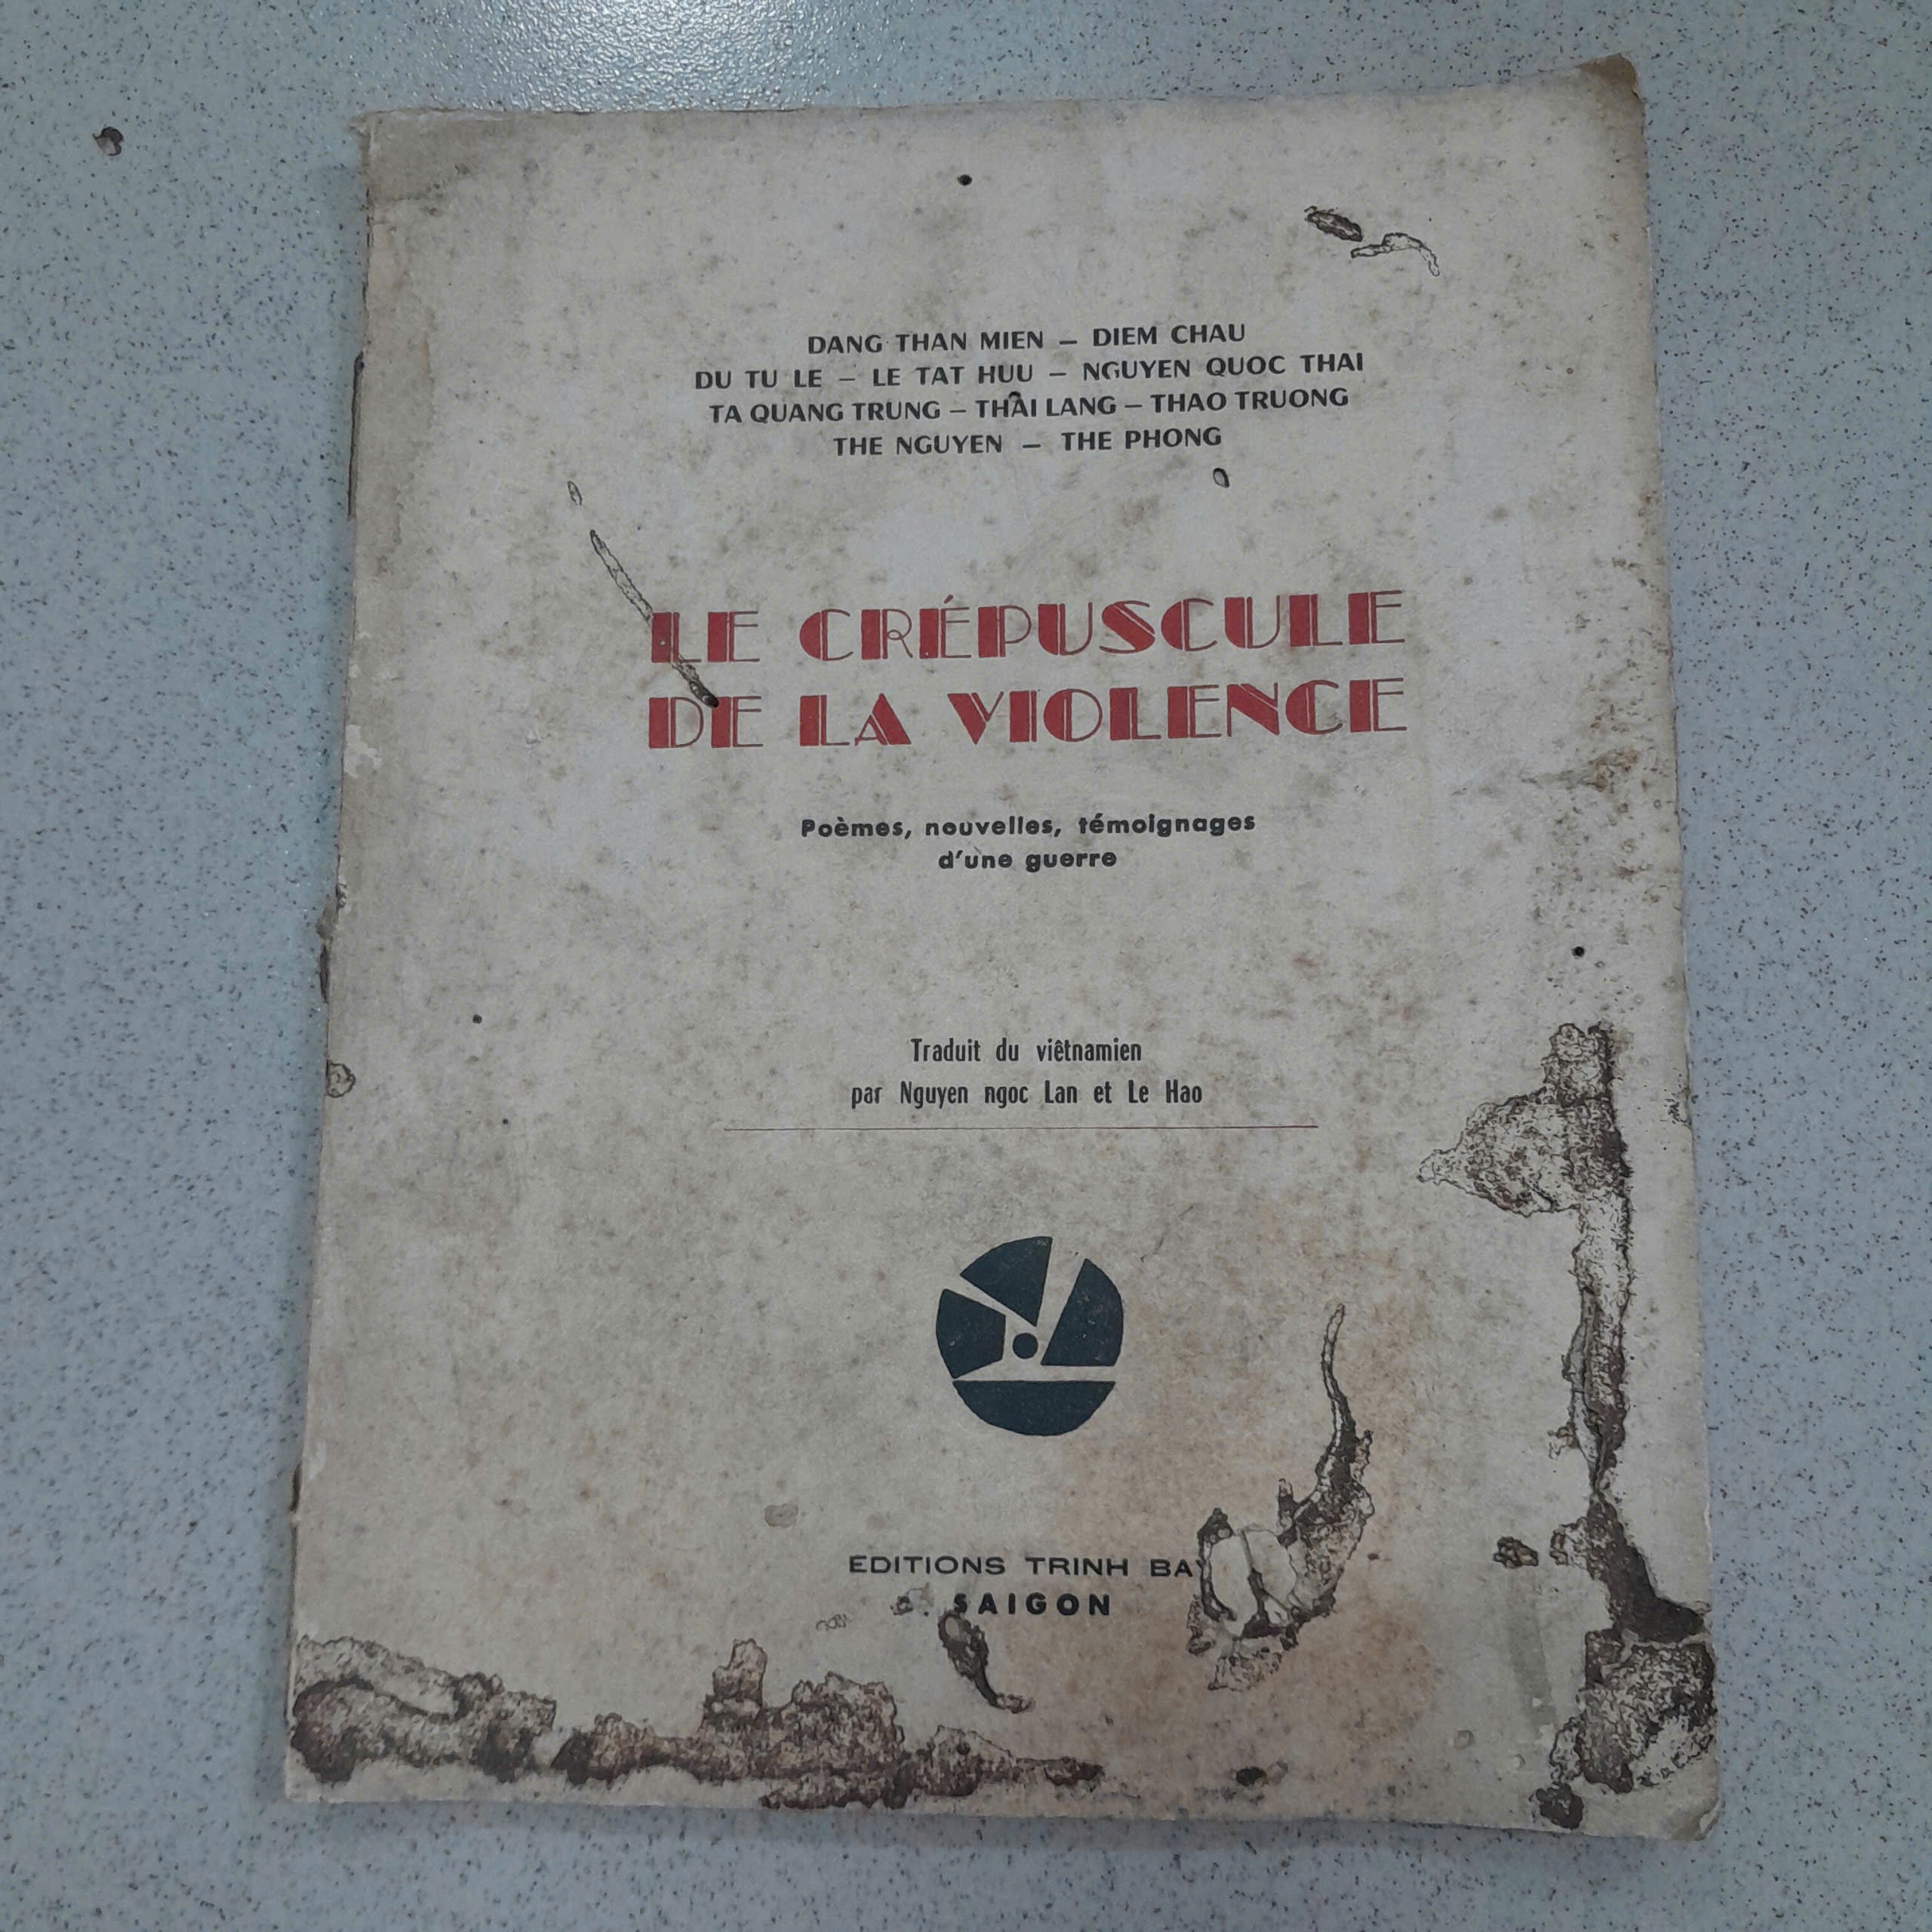 DANG THAN MIEN – DIEM CHAU
DU TU LE – LE TAT HUU – NGUYEN QUOC THAI
TA QUANG TRUNG – THAI LANG – THAO TRUONG
THE NGUYEN – THE PHONG
LE CRÉPUSCULE
DE LA VIOLENCE
Poèmes, nouvelles, témoignages
d'une guerre
Traduit du viêtnamien
par Nguyen ngoc Lan et Le Hao
EDITIONS TRINH BAY
SAIGON